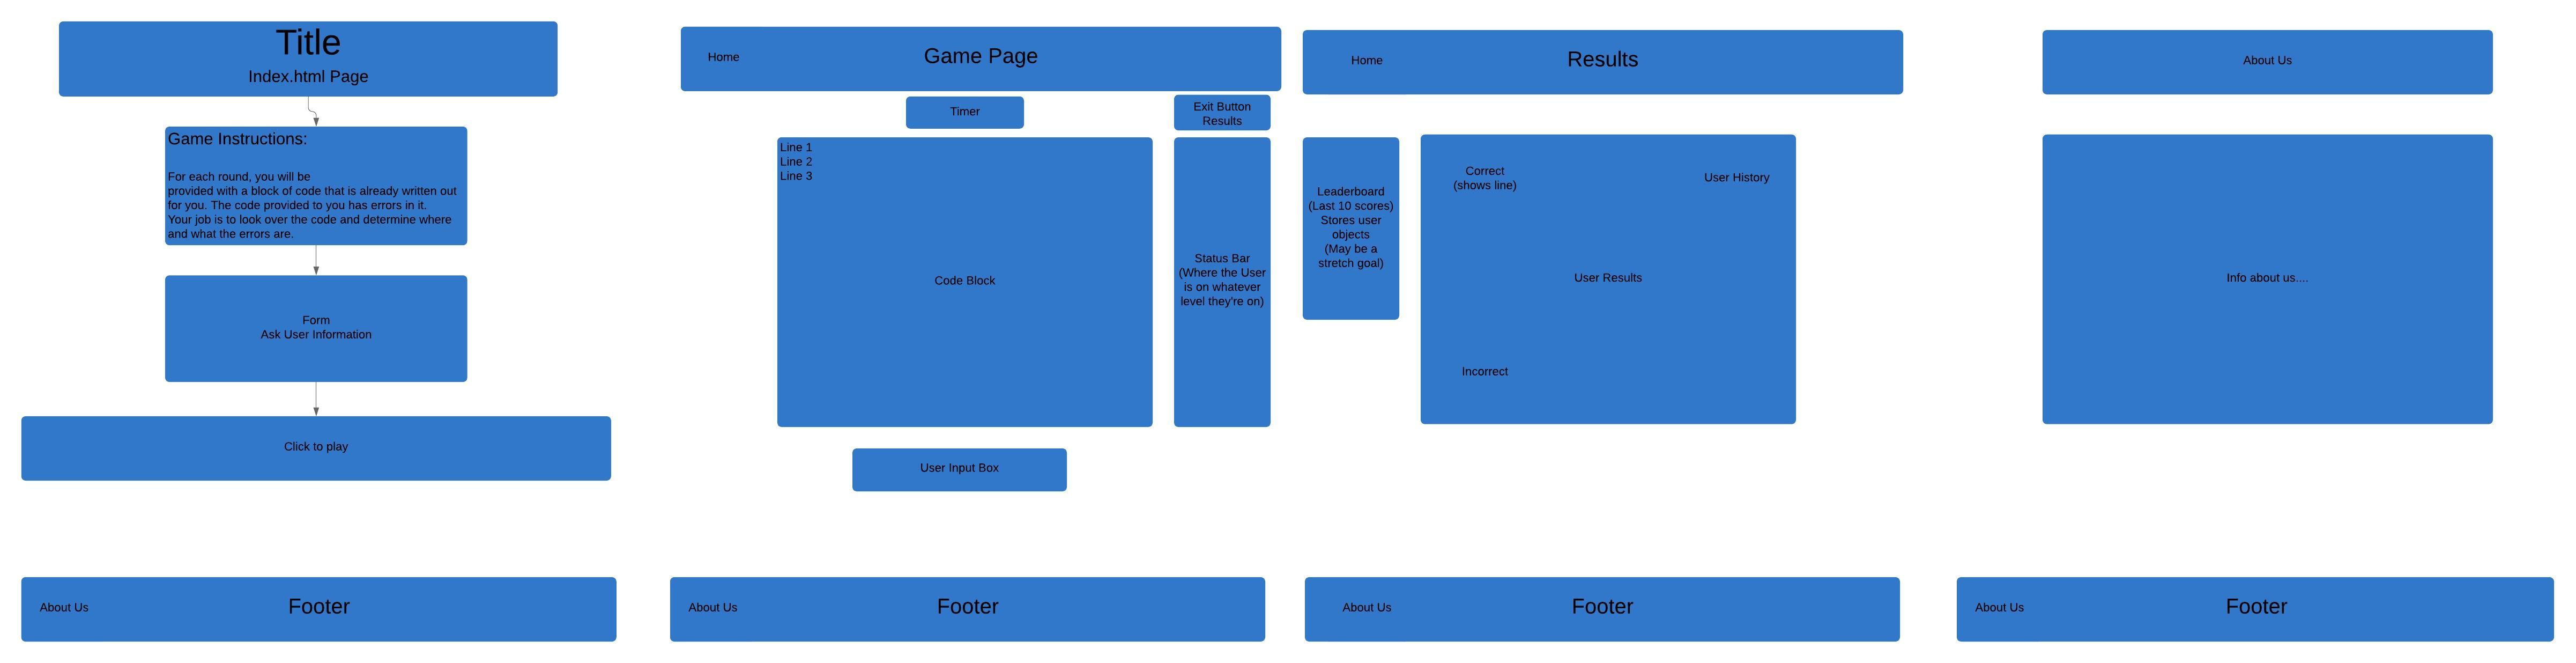 Title
Index.html Page
Game Instructions:
For each round, you will be
provided with a block of code that is already written out
for you. The code provided to you has errors in it.
Your job is to look over the code and determine where
and what the errors are.
Form
Ask User Information
Click to play
About Us
Footer
Home
Game Page
Timer
Exit Button
Results
Line 1
Line 2
Line 3
Code Block
Status Bar
(Where the User
is on whatever
level they're on)
User Input Box
About Us
Footer
Home
Results
Leaderboard
(Last 10 scores)
Stores user
objects
(May be a
stretch goal)
Correct
(shows line)
User History
User Results
Incorrect
About Us
Footer
About Us
Info about us....
About Us
Footer